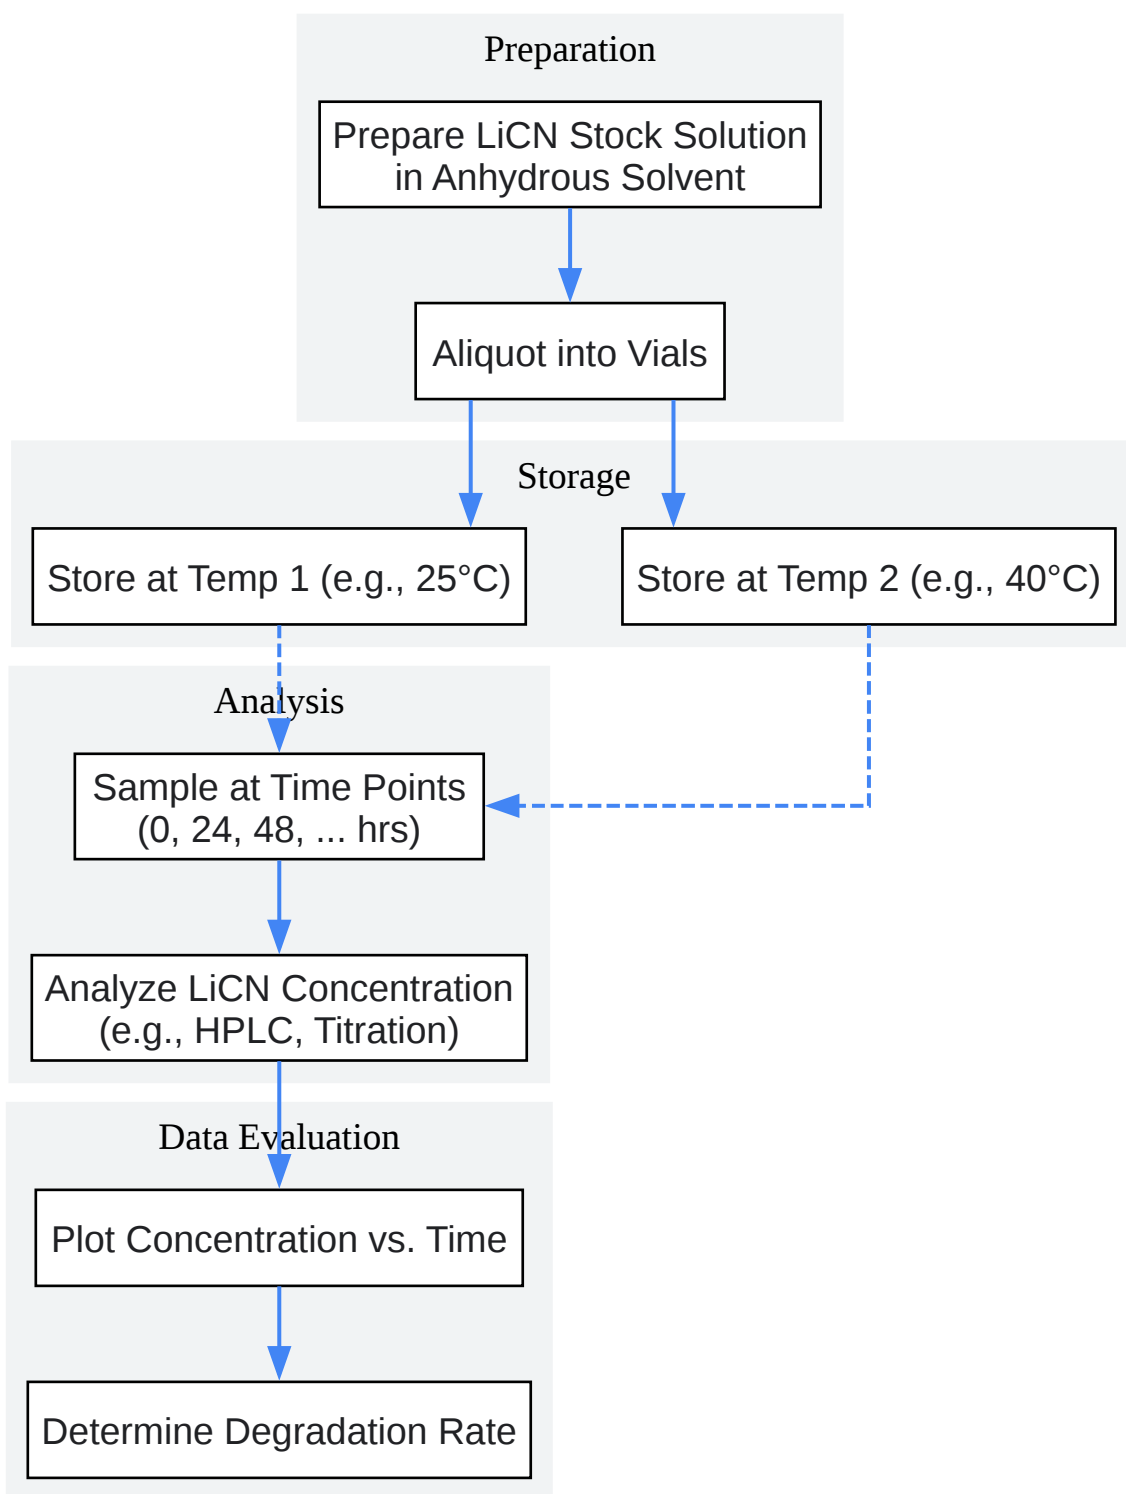 Preparation
Prepare LiCN Stock Solution
in Anhydrous Solvent
Aliquot into Vials
Storage
Store at Temp 1 (e.g., 25°C)
Store at Temp 2 (e.g., 40°C)
Analysis
Sample at Time Points
(0, 24, 48, ... hrs)
Analyze LiCN Concentration
(e.g., HPLC, Titration)
Data Evaluation
Plot Concentration vs. Time
Determine Degradation Rate